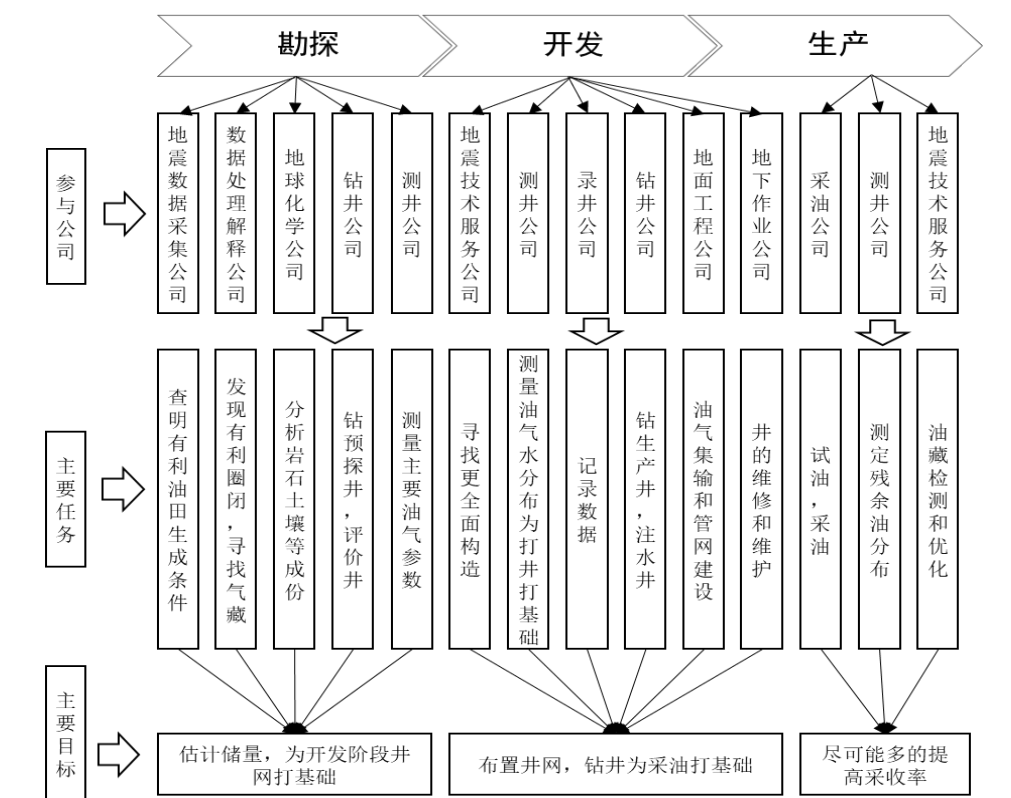 勘探
开发
生产
参与公司
地震数据采集公司
数据处理解释公司
地球化学公司
钻井公司
测井公司
地震技术服务公司
测井公司
录井公司
钻井公司
地面工程公司
地下作业公司
采油公司
测井公司
地震技术服务公司
主要任务
查明有利油田生成条件
发现有利圈闭，寻找气藏
分析岩石土壤等成份
钻预探井，评价井
测量主要油气参数
寻找更全面构造
测量油气水分布为打井打基础
记录数据
钻生产井，注水井
油气集输和管网建设
井的维修和维护
试油，采油
测定残余油分布
油藏检测和优化
主要目标
估计储量，为开发阶段井
网打基础
布置井网，钻井为采油打基础
尽可能多的提
高采收率